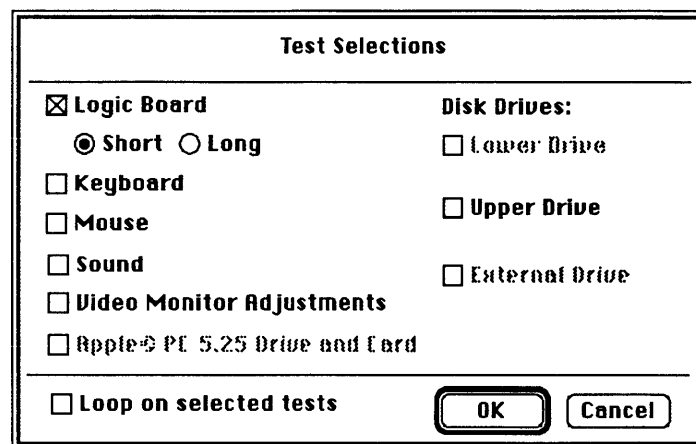 Test Selections
Logic Board
Short Long
Keyboard
Mouse
Sound
Video Monitor Adjustments
Apple® PC 5.25 Drive and Card
Disk Drives:
Lower Drive
Upper Drive
External Drive
Loop on selected tests
OK
Cancel